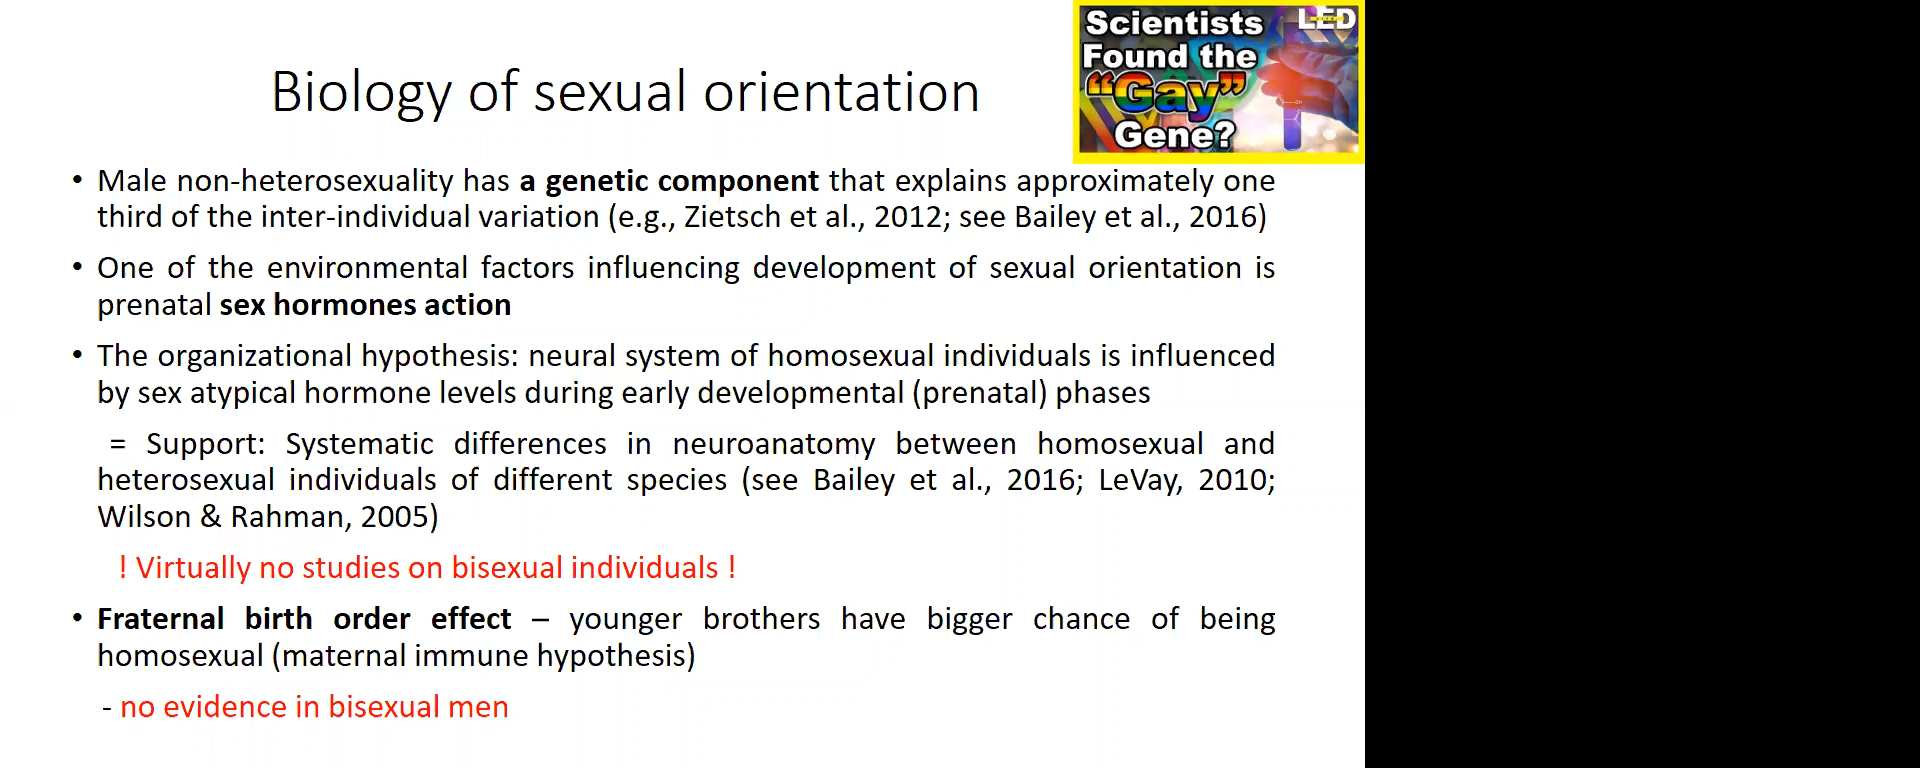 Scientists
LED
Found the
"Gay"
Gene?
Biology of sexual orientation
• Male non-heterosexuality has a genetic component that explains approximately one
third of the inter-individual variation (e.g., Zietsch et al., 2012; see Bailey et al., 2016)
• One of the environmental factors influencing development of sexual orientation is
prenatal sex hormones action
• The organizational hypothesis: neural system of homosexual individuals is influenced
by sex atypical hormone levels during early developmental (prenatal) phases
= Support: Systematic differences in neuroanatomy between homosexual and
heterosexual individuals of different species (see Bailey et al., 2016; LeVay, 2010;
Wilson & Rahman, 2005)
! Virtually no studies on bisexual individuals !
• Fraternal birth order effect – younger brothers have bigger chance of being
homosexual (maternal immune hypothesis)
- no evidence in bisexual men